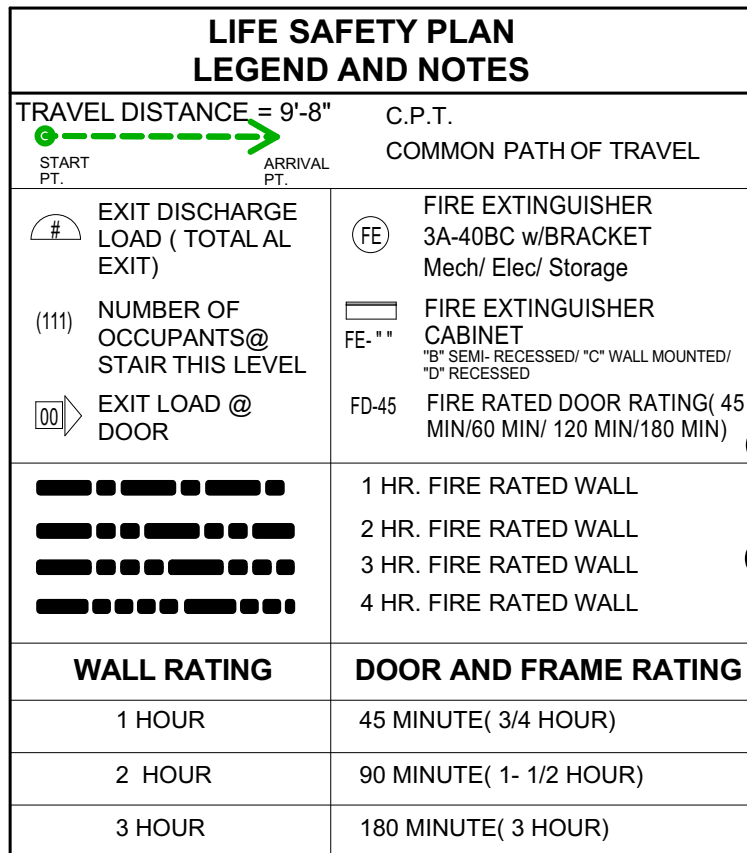 LIFE SAFETY PLAN
LEGEND AND NOTES
TRAVEL DISTANCE = 9'-8"
START
PT.
ARRIVAL
PT.
C.P.T.
COMMON PATH OF TRAVEL
#
EXIT DISCHARGE
LOAD ( TOTAL AL
EXIT)
FE
FIRE EXTINGUISHER
3A-40BC w/BRACKET
Mech/ Elec/ Storage
(111)
NUMBER OF
OCCUPANTS@
STAIR THIS LEVEL
FE- " "
FIRE EXTINGUISHER
CABINET
"B" SEMI- RECESSED/ "C" WALL MOUNTED/
"D" RECESSED
00
EXIT LOAD @
DOOR
FD-45
FIRE RATED DOOR RATING( 45
MIN/60 MIN/ 120 MIN/180 MIN)
1 HR. FIRE RATED WALL
2 HR. FIRE RATED WALL
3 HR. FIRE RATED WALL
4 HR. FIRE RATED WALL
WALL RATING
DOOR AND FRAME RATING
1 HOUR
45 MINUTE( 3/4 HOUR)
2 HOUR
90 MINUTE( 1- 1/2 HOUR)
3 HOUR
180 MINUTE( 3 HOUR)